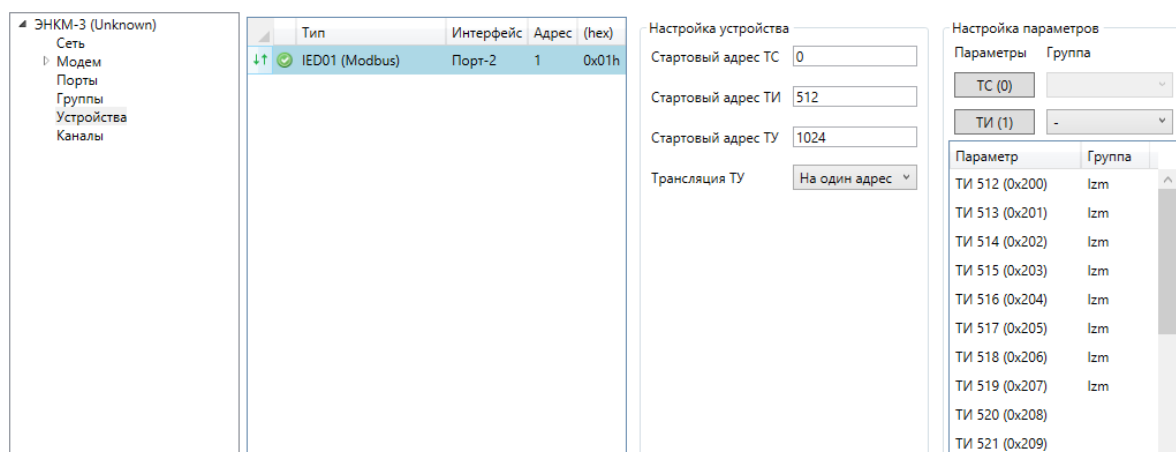 ЭНКМ-3 (Unknown)
Сеть
Модем
Порты
Группы
Устройства
Каналы
Тип Интерфейс Адрес (hex)
IED01 (Modbus) Порт-2 1 0x01h
Настройка устройства
Стартовый адрес ТС 0
Стартовый адрес ТИ 512
Стартовый адрес ТУ 1024
Трансляция ТУ На один адрес
Настройка параметров
Параметры Группа
ТС (0)
ТИ (1) -
Параметр Группа
ТИ 512 (0x200) Izm
ТИ 513 (0x201) Izm
ТИ 514 (0x202) Izm
ТИ 515 (0x203) Izm
ТИ 516 (0x204) Izm
ТИ 517 (0x205) Izm
ТИ 518 (0x206) Izm
ТИ 519 (0x207) Izm
ТИ 520 (0x208)
ТИ 521 (0x209)